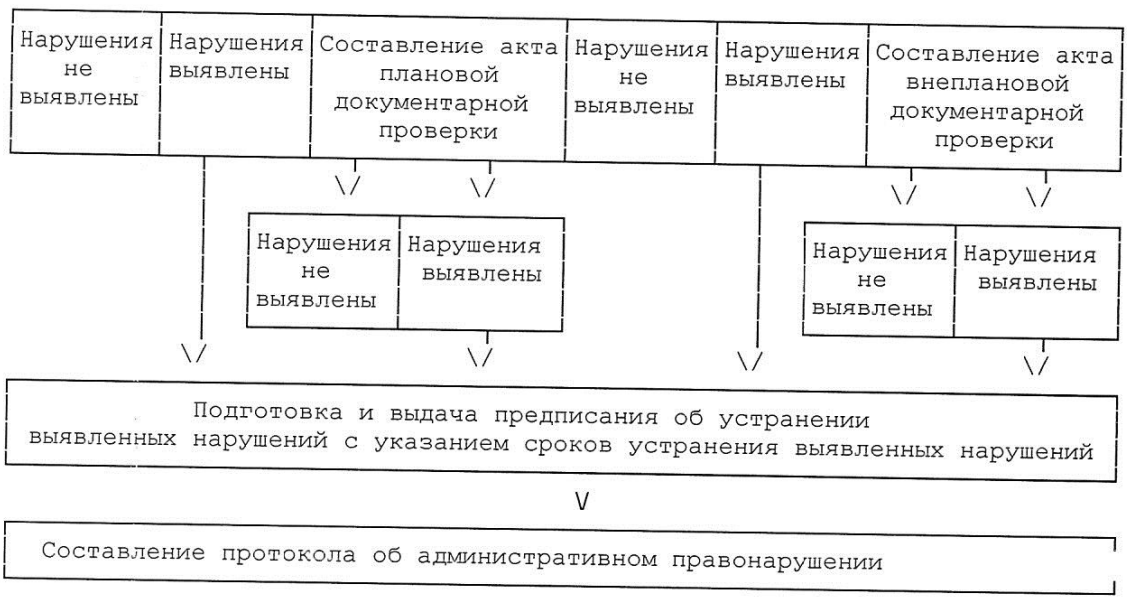 Нарушения
не
выявлены
Нарушения
выявлены
Составление акта
плановой
документарной
проверки
Нарушения
не
выявлены
Нарушения
выявлены
Составление акта
внеплановой
документарной
проверки
Нарушения
не
выявлены
Нарушения
выявлены
Нарушения
не
выявлены
Нарушения
выявлены
Подготовка и выдача предписания об устранении
выявленных нарушений с указанием сроков устранения выявленных нарушений
Составление протокола об административном правонарушении